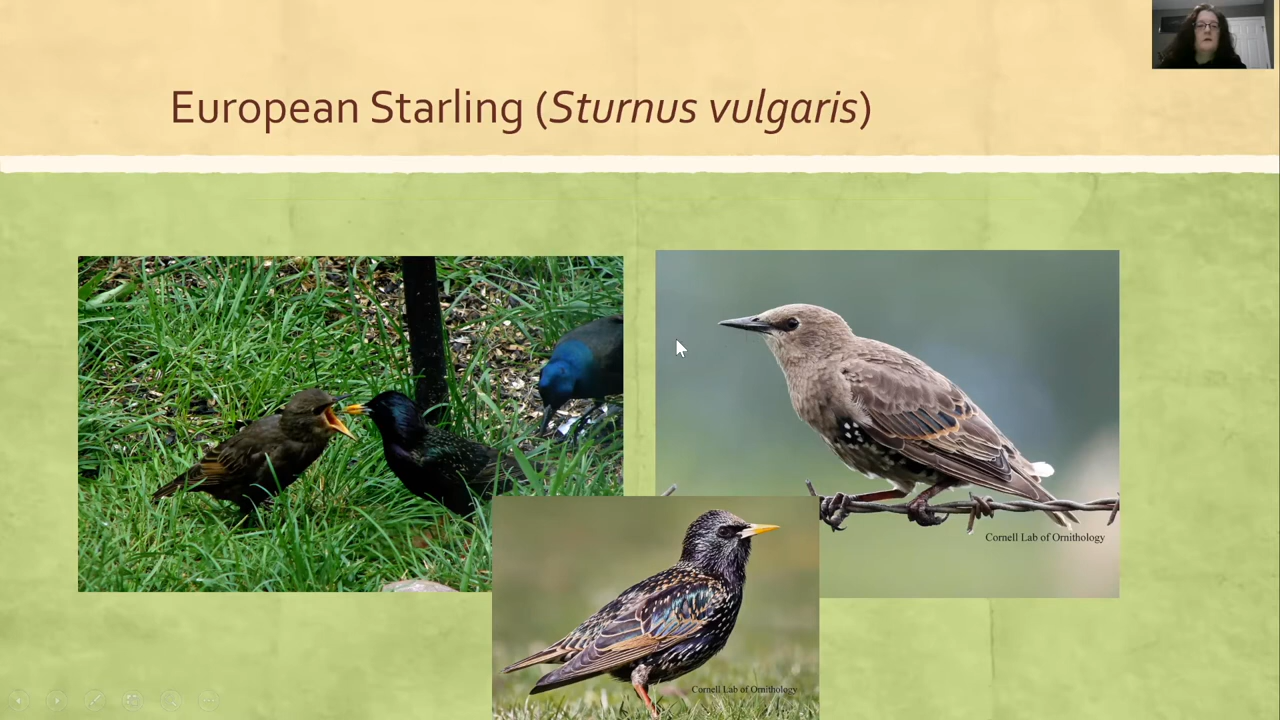 European Starling (Sturnus vulgaris)
Cornell Lab of Ornithology
Cornell Lab of Ornithology